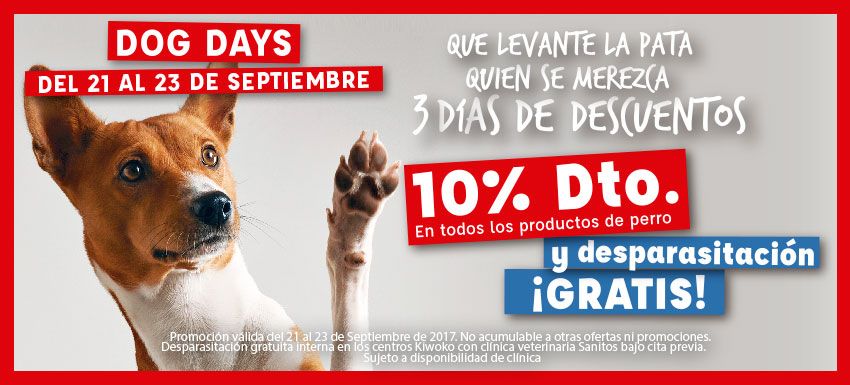 DOG DAYS
DEL 21 AL 23 DE SEPTIEMBRE
QUE LEVANTE LA PATA
QUIEN SE MEREZCA
3 DÍAS DE DESCUENTOS
10% Dto.
En todos los productos de perro
y desparasitación
¡GRATIS!
Promoción válida del 21 al 23 de Septiembre de 2017. No acumulable a otras ofertas ni promociones.
Desparasitación gratuita interna en los centros Kiwoko con clínica veterinaria Sanitos bajo cita previa.
Sujeto a disponibilidad de clínica